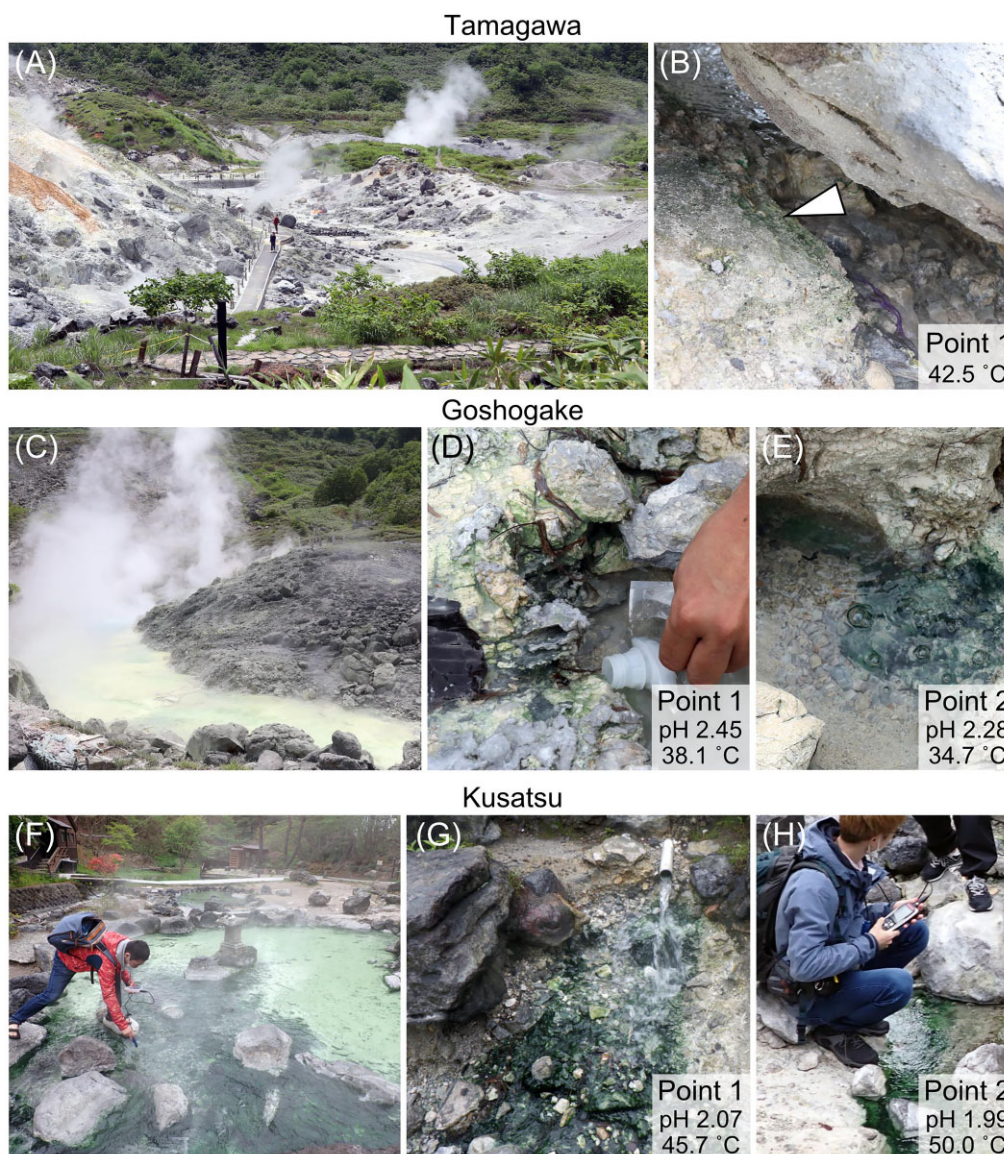 Tamagawa
(A)
(B)
Point 1
42.5 ˚C
Goshogake
(C)
(D)
(E)
Point 1
pH 2.45
38.1 ˚C
Point 2
pH 2.28
34.7 ˚C
Kusatsu
(F)
(G)
(H)
Point 1
pH 2.07
45.7 ˚C
Point 2
pH 1.99
50.0 ˚C